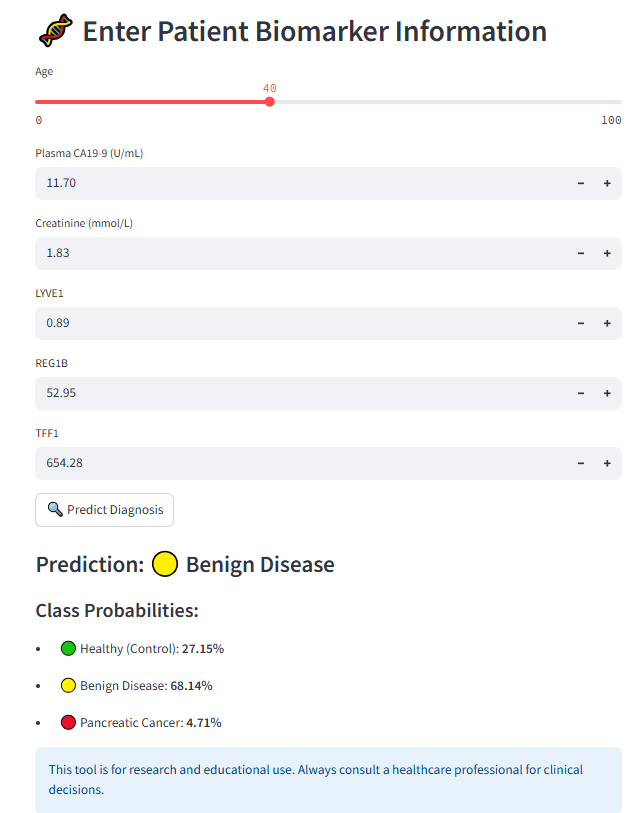 Enter Patient Biomarker Information
Age
40
0 100
Plasma CA19-9 (U/mL)
11.70 − +
Creatinine (mmol/L)
1.83 − +
LYVE1
0.89 − +
REG1B
52.95 − +
TFF1
654.28 − +
Predict Diagnosis
Prediction: Benign Disease
Class Probabilities:
• Healthy (Control): 27.15%
• Benign Disease: 68.14%
• Pancreatic Cancer: 4.71%
This tool is for research and educational use. Always consult a healthcare professional for clinical
decisions.